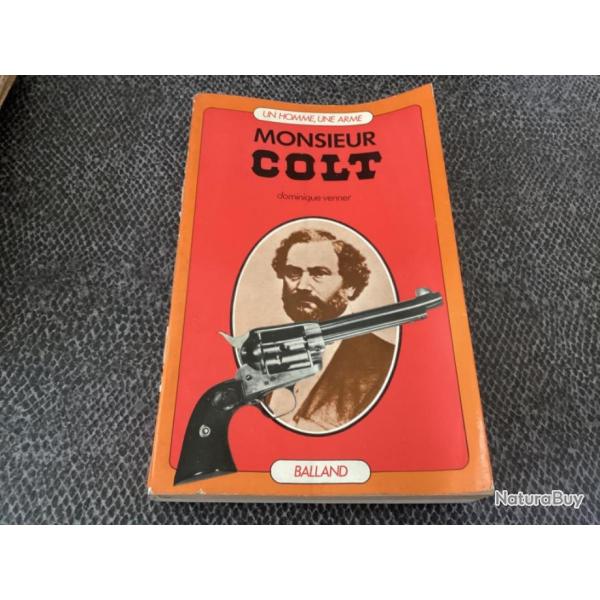 UN HOMME, UNE ARME
MONSIEUR
COLT
dominique venner
BALLAND
NaturaBuy